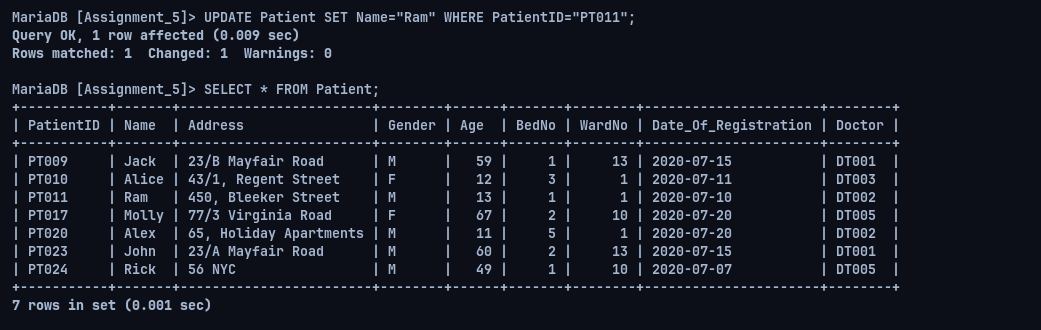 MariaDB [Assignment_5]> UPDATE Patient SET Name="Ram" WHERE PatientID="PT011";
Query OK, 1 row affected (0.009 sec)
Rows matched: 1  Changed: 1  Warnings: 0
MariaDB [Assignment_5]> SELECT * FROM Patient;
+-----------+-------+------------------------+--------+------+-------+--------+----------------------+--------+
| PatientID | Name  | Address                | Gender | Age  | BedNo | WardNo | Date_Of_Registration | Doctor |
+-----------+-------+------------------------+--------+------+-------+--------+----------------------+--------+
| PT009     | Jack  | 23/B Mayfair Road      | M      |   59 |     1 |     13 | 2020-07-15           | DT001  |
| PT010     | Alice | 43/1, Regent Street    | F      |   12 |     3 |      1 | 2020-07-11           | DT003  |
| PT011     | Ram   | 450, Bleeker Street    | M      |   13 |     1 |      1 | 2020-07-10           | DT002  |
| PT017     | Molly | 77/3 Virginia Road     | F      |   67 |     2 |     10 | 2020-07-20           | DT005  |
| PT020     | Alex  | 65, Holiday Apartments | M      |   11 |     5 |      1 | 2020-07-20           | DT002  |
| PT023     | John  | 23/A Mayfair Road      | M      |   60 |     2 |     13 | 2020-07-15           | DT001  |
| PT024     | Rick  | 56 NYC                 | M      |   49 |     1 |     10 | 2020-07-07           | DT005  |
+-----------+-------+------------------------+--------+------+-------+--------+----------------------+--------+
7 rows in set (0.001 sec)